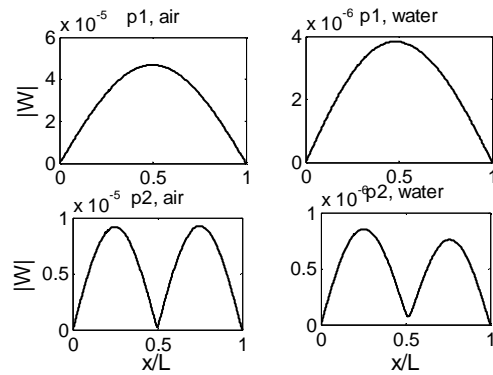 x 10^-5 p1, air
6
4
2
0
|W|
0 0.5 1
x 10^-6 p1, water
4
2
0
0 0.5 1
x 10^-5 p2, air
1
0.5
0
|W|
0 0.5 1
x/L
x 10^-6 p2, water
1
0.5
0
0 0.5 1
x/L